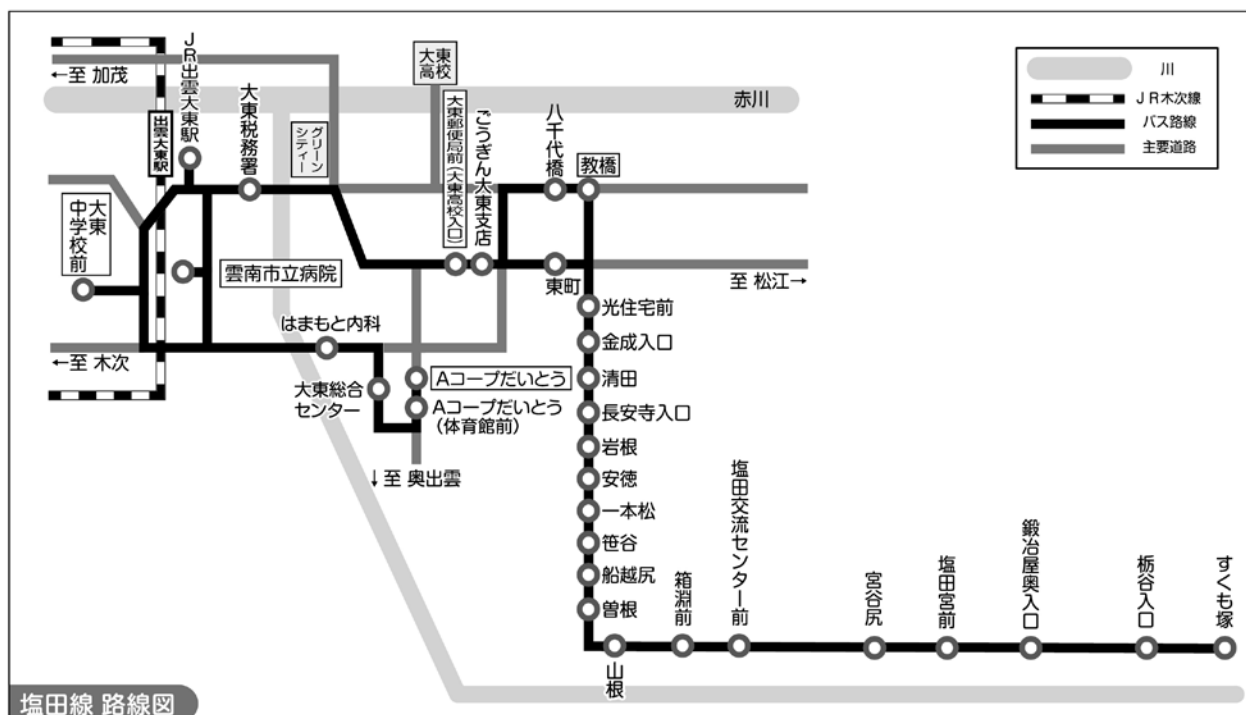 ←至 加茂
JR出雲大東駅
出雲大東駅
大東税務署
グリーン
シティー
大東
高校
大東郵便局前(大東高校入口)
ごうぎん大東支店
八千代橋
教橋
赤川
川
JR木次線
バス路線
主要道路
大東
中学校前
雲南市立病院
東町
至 松江→
←至 木次
はまもと内科
大東総合
センター
Aコープだいとう
Aコープだいとう
(体育館前)
↓至 奥出雲
光住宅前
金成入口
清田
長安寺入口
岩根
安徳
一本松
笹谷
船越尻
曽根
山根
箱淵前
塩田交流センター前
宮谷尻
塩田宮前
鍛冶屋奥入口
栃谷入口
すくも塚
塩田線 路線図